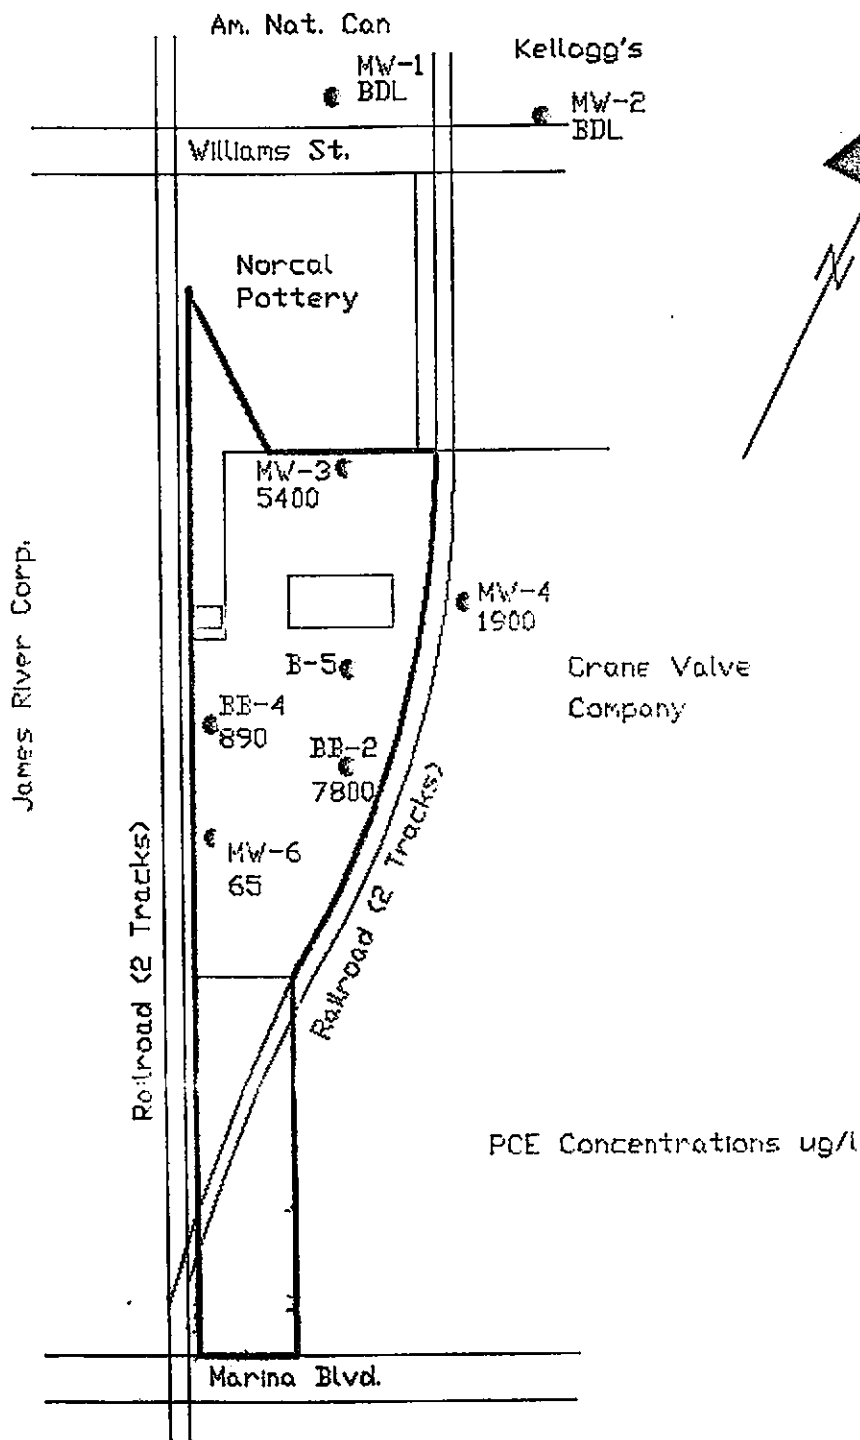 Am. Nat. Can
Kellogg's
MW-1
BDL
MW-2
BDL
Williams St.
N
Norcal
Pottery
MW-3
5400
MW-4
1900
James River Corp.
B-5
Crane Valve
Company
BB-4
890
BB-2
7800
MW-6
65
Railroad (2 Tracks)
Railroad (2 Tracks)
PCE Concentrations ug/l
Marina Blvd.